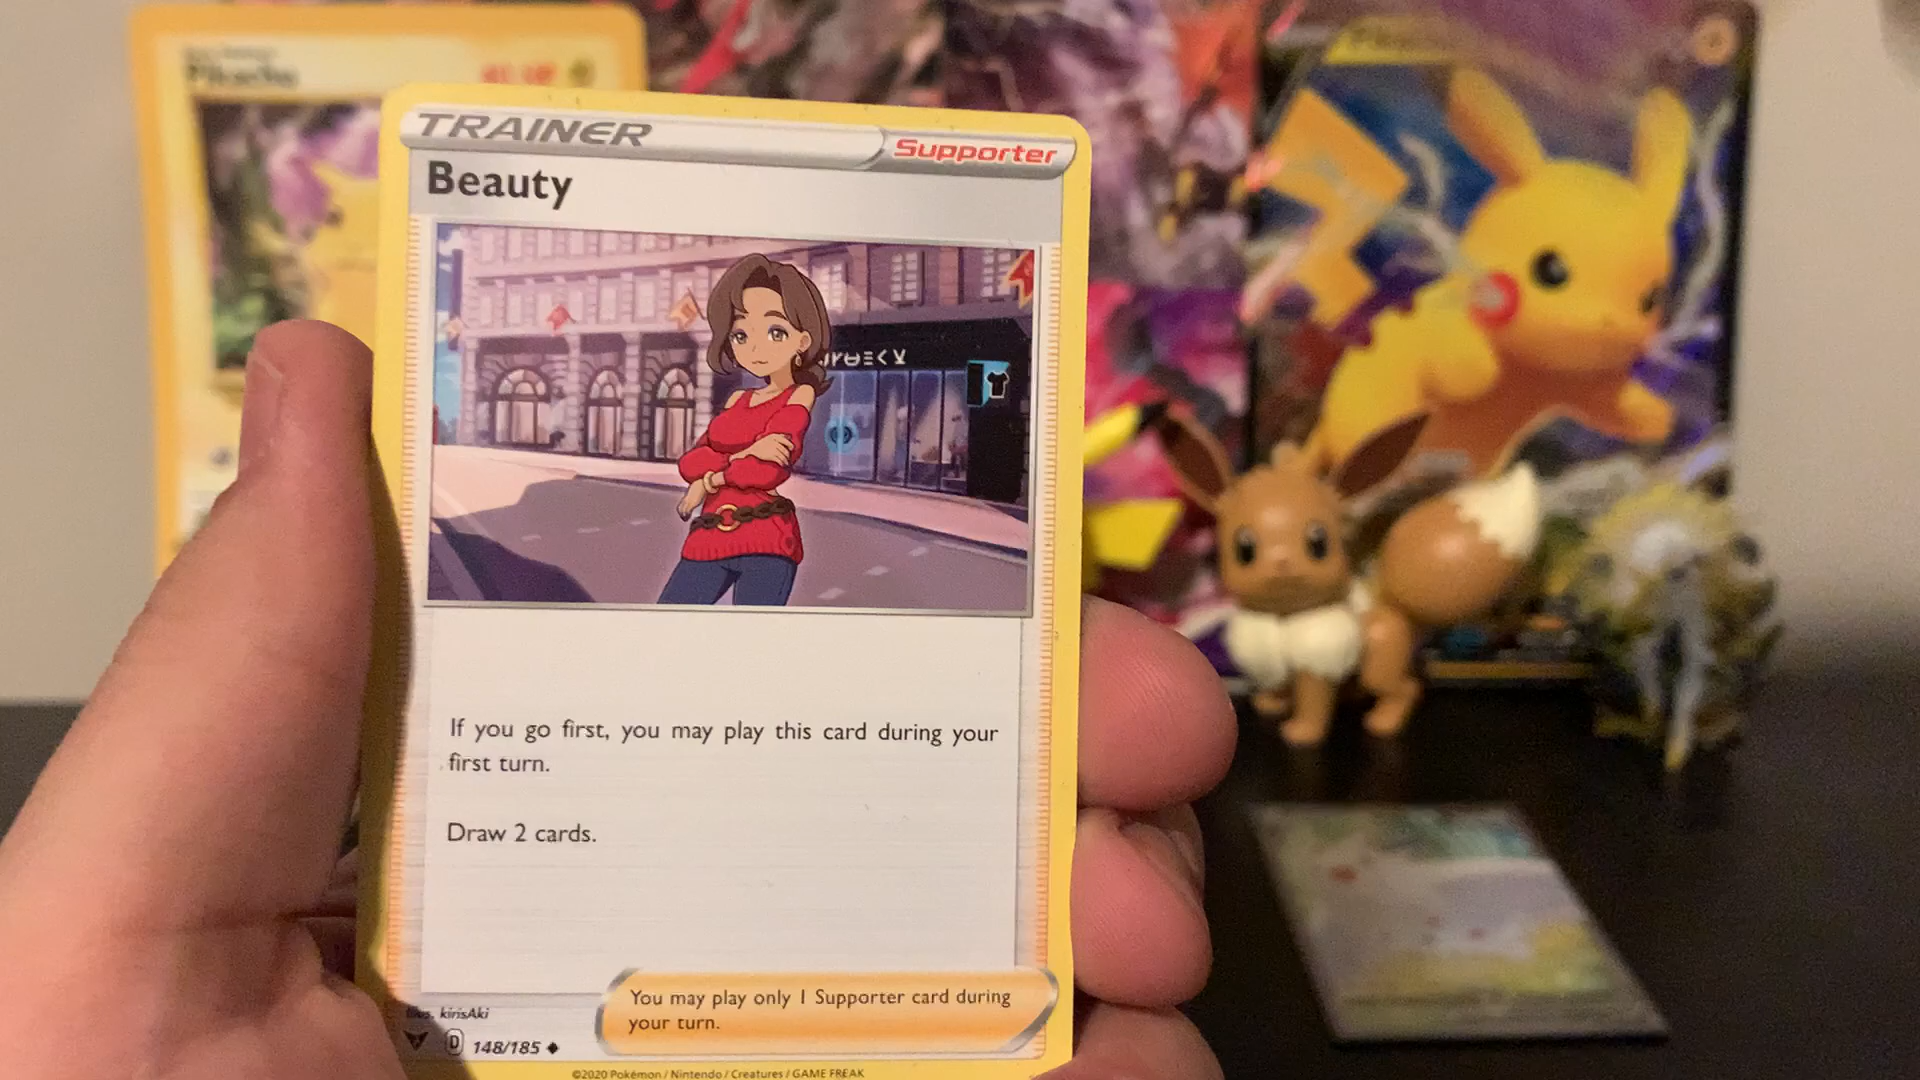 Pikachu
TRAINER
Supporter
Beauty
If you go first, you may play this card during your
first turn.
Draw 2 cards.
You may play only 1 Supporter card during
your turn.
Illus. kirisAki
D 148/185
©2020 Pokémon / Nintendo / Creatures / GAME FREAK